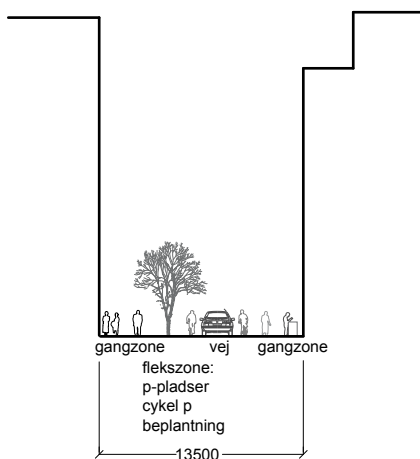 gangzone vej gangzone
flekszone:
p-pladser
cykel p
beplantning
13500